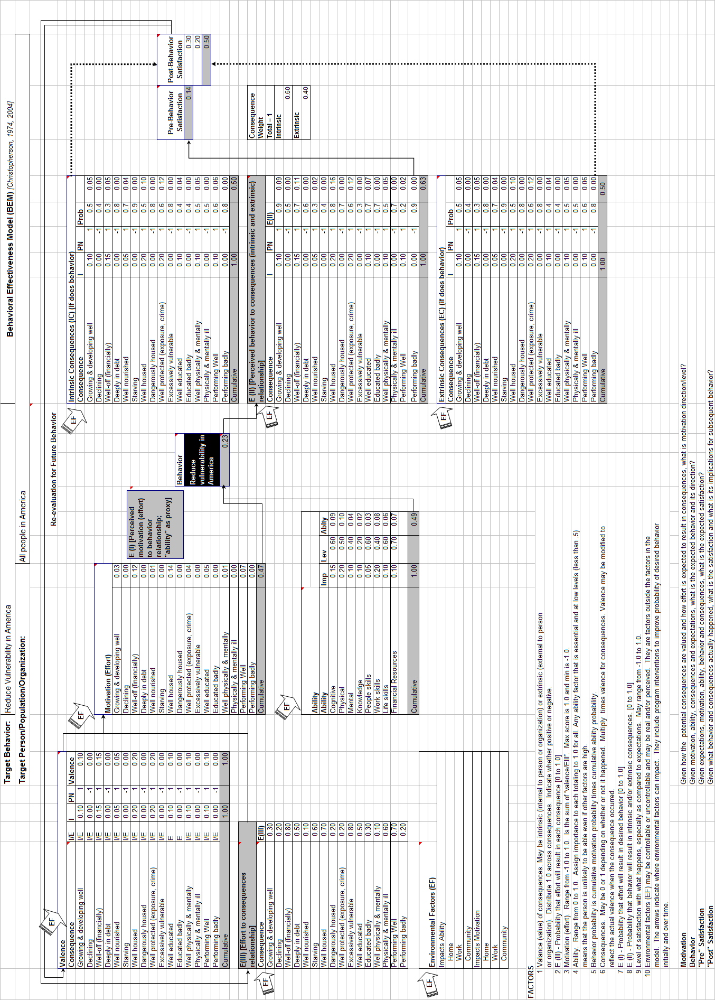 Behavioral Effectiveness Model (BEM) [Christopherson, 1974, 2004]
Target Behavior: Reduce Vulnerability in America
Target Person/Population/Organization: All people in America
Re-evaluation for Future Behavior
EF
Valence
Consequence I/E I PN Valence
Growing & developing well I/E 0.10 1 0.10
Declining I/E 0.00 -1 0.00
Well-off (financially) I/E 0.15 1 0.15
Deeply in debt I/E 0.00 -1 0.00
Well nourished I/E 0.05 1 0.05
Starving I/E 0.00 -1 0.00
Well housed I/E 0.20 1 0.20
Dangerously housed I/E 0.00 -1 0.00
Well protected (exposure, crime) I/E 0.20 1 0.20
Excessively vulnerable I/E 0.00 -1 0.00
Well educated E 0.10 1 0.10
Educated badly E 0.00 -1 0.00
Well physically & mentally I/E 0.10 1 0.10
Physically & mentally ill I/E 0.00 -1 0.00
Performing Well I/E 0.10 1 0.10
Performing badly I/E 0.00 -1 0.00
Cumulative 1.00 1.00
E(III) [Effort to consequences
relationship]
EF
Consequence E(III)
Growing & developing well 0.30
Declining 0.20
Well-off (financially) 0.80
Deeply in debt 0.50
Well nourished 0.10
Starving 0.60
Well housed 0.70
Dangerously housed 0.20
Well protected (exposure, crime) 0.20
Excessively vulnerable 0.80
Well educated 0.50
Educated badly 0.30
Well physically & mentally 0.10
Physically & mentally ill 0.60
Performing Well 0.70
Performing badly 0.20
EF
Environmental Factors (EF)
Impacts Ability
Home
Work
Community
Impacts Motivation
Home
Work
Community
EF
Motivation (Effort)
Growing & developing well 0.03
Declining 0.00
Well-off (financially) 0.12
Deeply in debt 0.00
Well nourished 0.01
Starving 0.00
Well housed 0.14
Dangerously housed 0.00
Well protected (exposure, crime) 0.04
Excessively vulnerable 0.00
Well educated 0.05
Educated badly 0.00
Well physically & mentally 0.01
Physically & mentally ill 0.00
Performing Well 0.07
Performing badly 0.00
Cumulative 0.47
EF
Ability
Ability Imp Lev Ablty
Cognitive 0.15 0.60 0.09
Physical 0.20 0.50 0.10
Mental 0.10 0.40 0.04
Knowledge 0.10 0.20 0.02
People skills 0.05 0.60 0.03
Work skills 0.20 0.40 0.08
Life skills 0.10 0.60 0.06
Financial Resources 0.10 0.70 0.07
Cumulative 1.00 0.49
E (I) [Perceived
motivation (effort)
to behavior
relationship;
"ability" as proxy]
Behavior
Reduce
vulnerability in
America
0.23
EF
Intrinsic Consequences (IC) (if does behavior)
Consequence I PN Prob
Growing & developing well 0.10 1 0.5 0.05
Declining 0.00 -1 0.4 0.00
Well-off (financially) 0.15 1 0.3 0.05
Deeply in debt 0.00 -1 0.8 0.00
Well nourished 0.05 1 0.7 0.04
Starving 0.00 -1 0.9 0.00
Well housed 0.20 1 0.5 0.10
Dangerously housed 0.00 -1 0.8 0.00
Well protected (exposure, crime) 0.20 1 0.6 0.12
Excessively vulnerable 0.00 -1 0.8 0.00
Well educated 0.10 1 0.4 0.04
Educated badly 0.00 -1 0.4 0.00
Well physically & mentally 0.10 1 0.5 0.05
Physically & mentally ill 0.00 -1 0.5 0.00
Performing Well 0.10 1 0.6 0.06
Performing badly 0.00 -1 0.8 0.00
Cumulative 1.00 0.50
E (II) [Perceived behavior to consequences (intrinsic and extrinsic)
relationship]
EF
Consequence I PN E(II)
Growing & developing well 0.10 1 0.9 0.09
Declining 0.00 -1 0.5 0.00
Well-off (financially) 0.15 1 0.7 0.11
Deeply in debt 0.00 -1 0.6 0.00
Well nourished 0.05 1 0.3 0.02
Starving 0.00 -1 0.4 0.00
Well housed 0.20 1 0.8 0.16
Dangerously housed 0.00 -1 0.7 0.00
Well protected (exposure, crime) 0.20 1 0.6 0.12
Excessively vulnerable 0.00 -1 0.3 0.00
Well educated 0.10 1 0.7 0.07
Educated badly 0.00 -1 0.7 0.00
Well physically & mentally 0.10 1 0.5 0.05
Physically & mentally ill 0.00 -1 0.7 0.00
Performing Well 0.10 1 0.2 0.02
Performing badly 0.00 -1 0.9 0.00
Cumulative 1.00 0.63
EF
Extrinsic Consequences (EC) (if does behavior)
Consequence I PN Prob
Growing & developing well 0.10 1 0.5 0.05
Declining 0.00 -1 0.4 0.00
Well-off (financially) 0.15 1 0.3 0.05
Deeply in debt 0.00 -1 0.8 0.00
Well nourished 0.05 1 0.7 0.04
Starving 0.00 -1 0.9 0.00
Well housed 0.20 1 0.5 0.10
Dangerously housed 0.00 -1 0.8 0.00
Well protected (exposure, crime) 0.20 1 0.6 0.12
Excessively vulnerable 0.00 -1 0.8 0.00
Well educated 0.10 1 0.4 0.04
Educated badly 0.00 -1 0.4 0.00
Well physically & mentally 0.10 1 0.5 0.05
Physically & mentally ill 0.00 -1 0.5 0.00
Performing Well 0.10 1 0.6 0.06
Performing badly 0.00 -1 0.8 0.00
Cumulative 1.00 0.50
Pre-Behavior
Satisfaction
0.14
Post-Behavior
Satisfaction
0.30
0.20
0.50
Consequence
Weight
Total = 1
Intrinsic 0.60
Extrinsic 0.40
FACTORS
1 Valance (value) of consequences. May be intrinsic (internal to person or organization) or extrinsic (external to person
or organization). Distribute 1.0 across consequences. Indicate whether positive or negative.
2 E (III) - Probability that effort will result in each consequence [0 to 1.0]
3 Motivation (effort). Range from -1.0 to 1.0. Is the sum of "valence/EIII". Max score is 1.0 and min is -1.0.
4 Ability. Range from 0 to 1.0. Assign importance to each totaling to 1.0 for all. Any ability factor that is essential and at low levels (less than .5)
means that the person is unlikely to be able even if other factors are high.
5 Behavior probability is cumulative motivation probability times cumulative ability probability.
6 Consequences. May be 0 or 1 depending on whether or not it happened. Multiply times valence for consequences. Valence may be modified to
reflect the actual valence when the consequence occurred.
7 E (I) - Probability that effort will result in desired behavior [0 to 1.0]
8 E (II) - Probability that behavior will result in intrinsic and/or extrinsic consequences. [0 to 1.0]
9 Level of satisfaction with what happens, especially as compared to expectations. May range from -1.0 to 1.0.
10 Environmental factors (EF) may be controllable or uncontrollable and may be real and/or perceived. They are factors outside the factors in the
model. The arrows indicate where environmental factors can impact. They include program interventions to improve probability of desired behavior
initially and over time.
Motivation Given how the potential consequences are valued and how effort is expected to result in consequences, what is motivation direction/level?
Behavior Given motivation, ability, consequences and expectations, what is the expected behavior and its direction?
"Pre" Satisfaction Given expectations, motivation, ability, behavior and consequences, what is the expected satisfaction?
"Post" Satisfaction Given what behavior and consequences actually happened, what is the satisfaction and what is its implications for subsequent behavior?